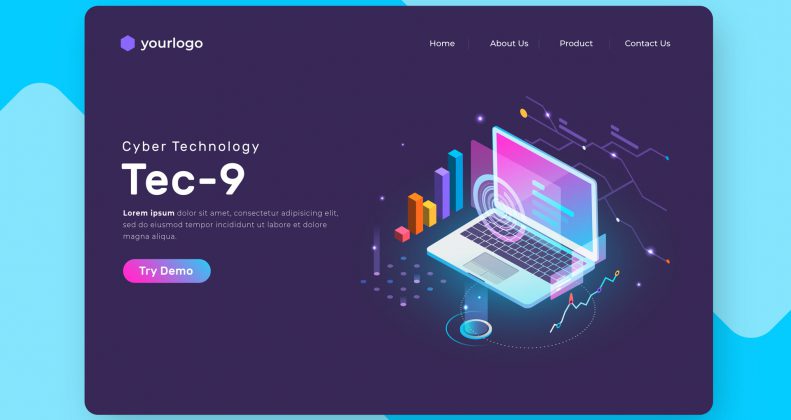 yourlogo
Home
About Us
Product
Contact Us
Cyber Technology
Tec-9
Lorem ipsum dolor sit amet, consectetur adipisicing elit,
sed do eiusmod tempor incididunt ut labore et dolore
magna aliqua.
Try Demo